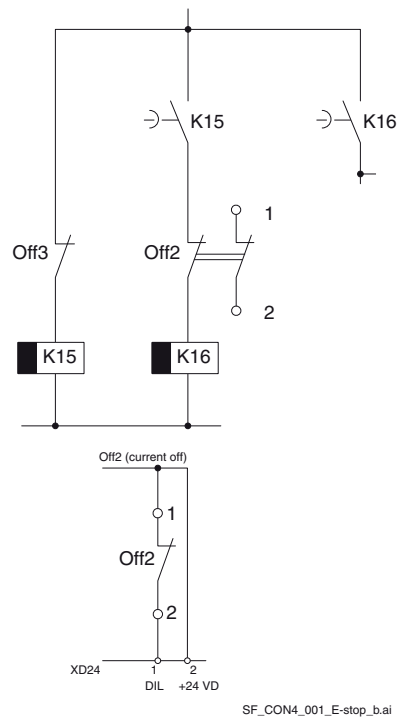 K15
K16
1
Off3
Off2
2
K15
K16
Off2 (current off)
1
Off2
2
XD24
1
2
DIL
+24 VD
SF_CON4_001_E-stop_b.ai